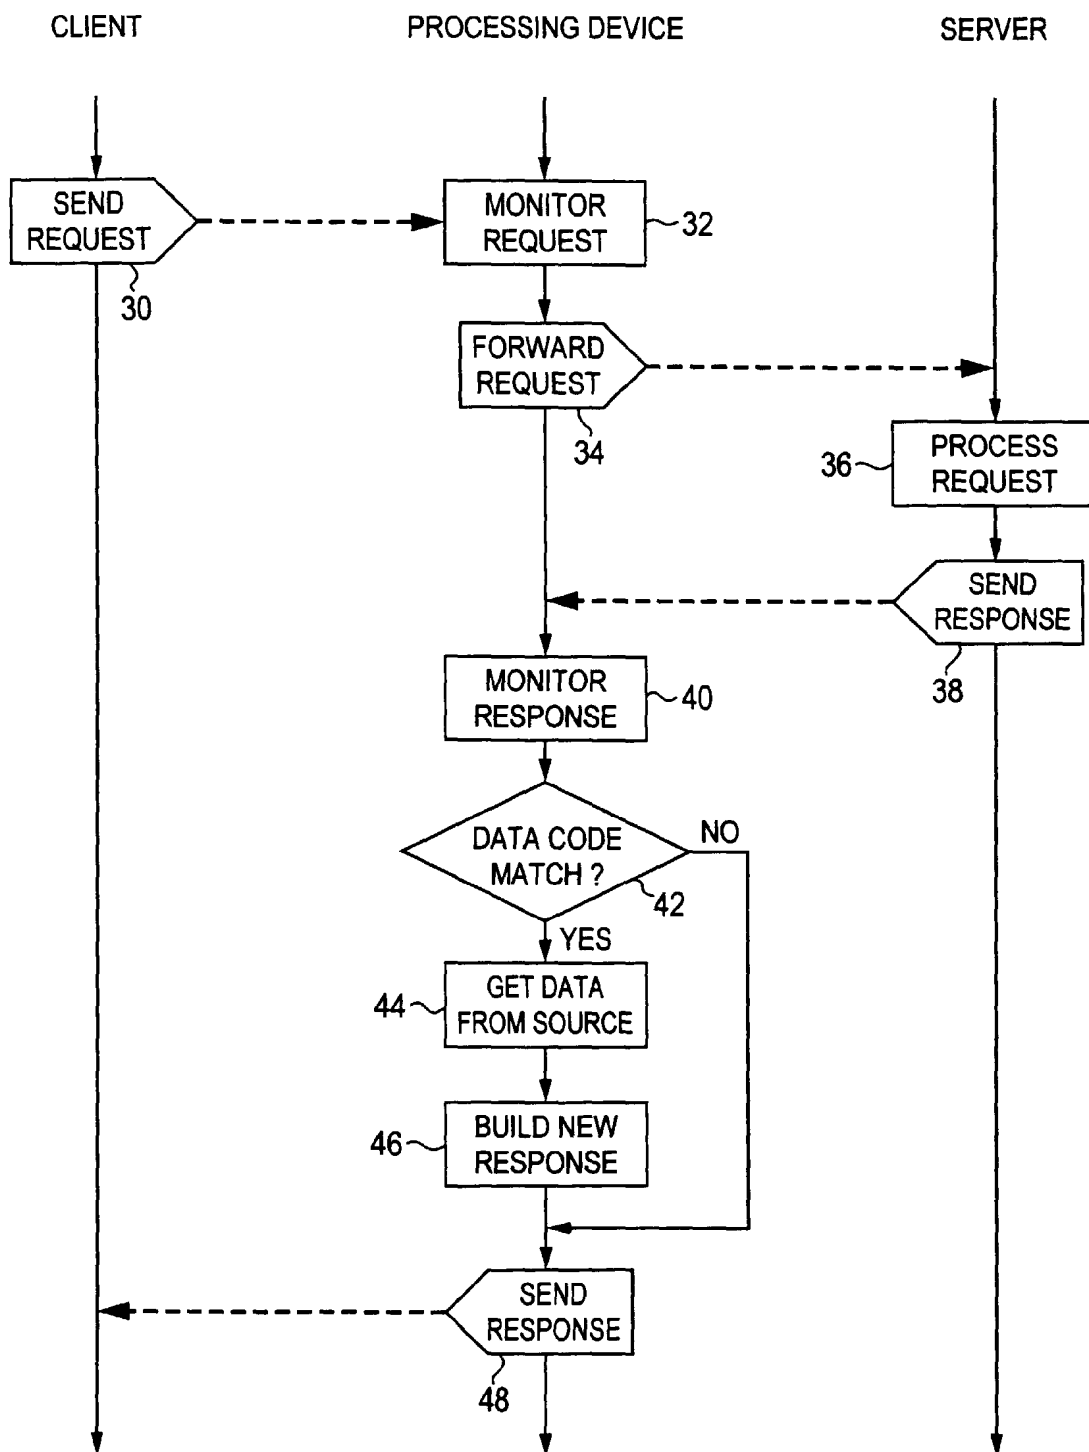 CLIENT
PROCESSING DEVICE
SERVER
SEND
REQUEST
30
MONITOR
REQUEST
32
FORWARD
REQUEST
34
PROCESS
REQUEST
36
SEND
RESPONSE
38
MONITOR
RESPONSE
40
DATA CODE
MATCH ?
42
NO
YES
GET DATA
FROM SOURCE
44
BUILD NEW
RESPONSE
46
SEND
RESPONSE
48